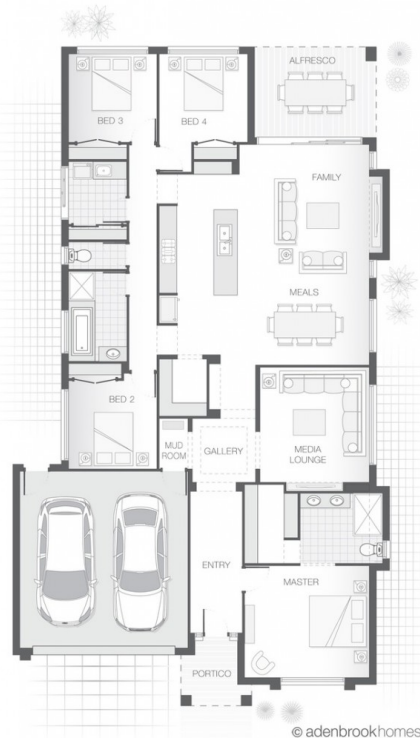 ALFRESCO
BED 3
BED 4
FAMILY
MEALS
BED 2
MUD
ROOM
GALLERY
MEDIA
LOUNGE
ENTRY
MASTER
PORTICO
© adenbrookhomes